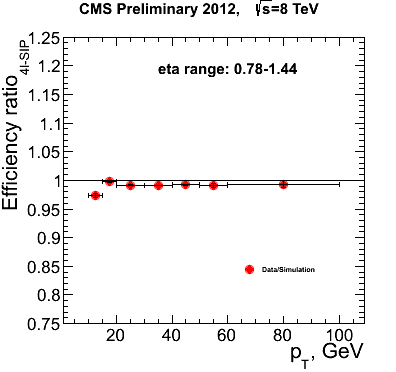 CMS Preliminary 2012, √s=8 TeV
eta range: 0.78-1.44
Efficiency ratio 4l-SIP
1.25
1.2
1.15
1.1
1.05
1
0.95
0.9
0.85
0.8
0.75
Data/Simulation
20 40 60 80 100
p_T, GeV